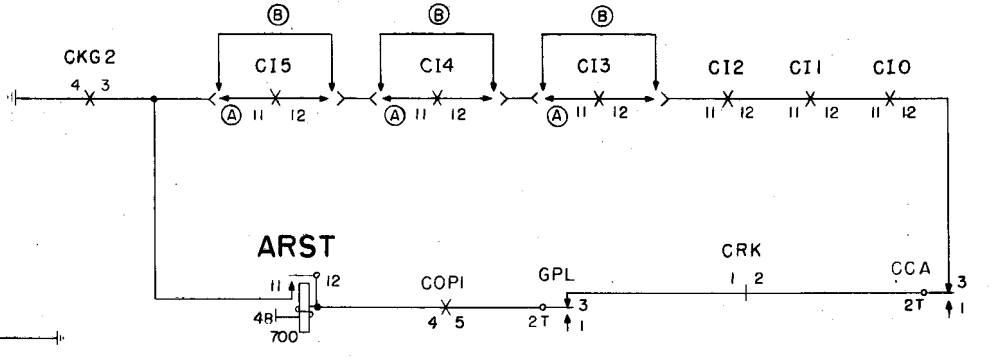 B B B
CKG2 CI5 CI4 CI3 CI2 CI1 CI0
4 3
A 11 12 A 11 12 A 11 12 11 12 11 12 11 12
ARST CRK
COP1 GPL 1 2 CCA
11 12 3 3
48 4 5 2T 1 2T 1
700